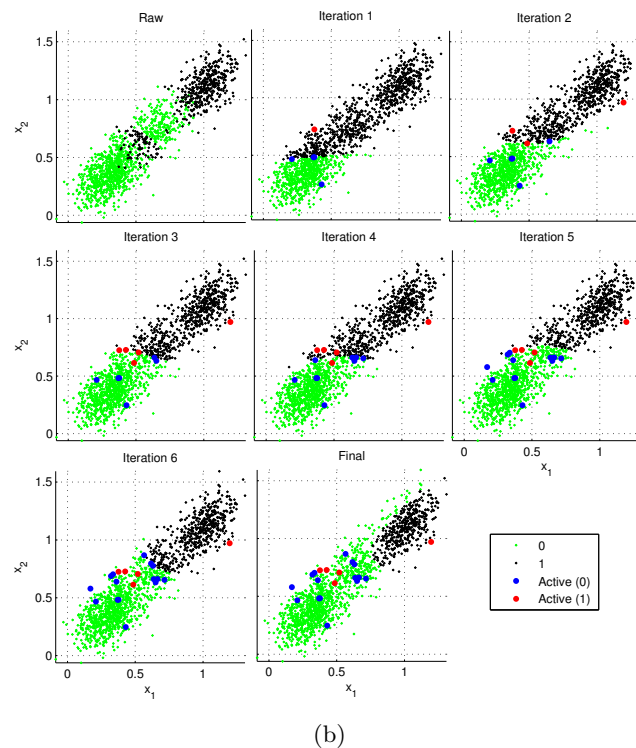 Raw
Iteration 1
Iteration 2
1.5
1
0.5
0
x2
Iteration 3
Iteration 4
Iteration 5
1.5
1
0.5
0
x2
0 0.5 1
x1
Iteration 6
Final
1.5
1
0.5
0
x2
0 0.5 1
x1
0 0.5 1
x1
0
1
Active (0)
Active (1)
(b)